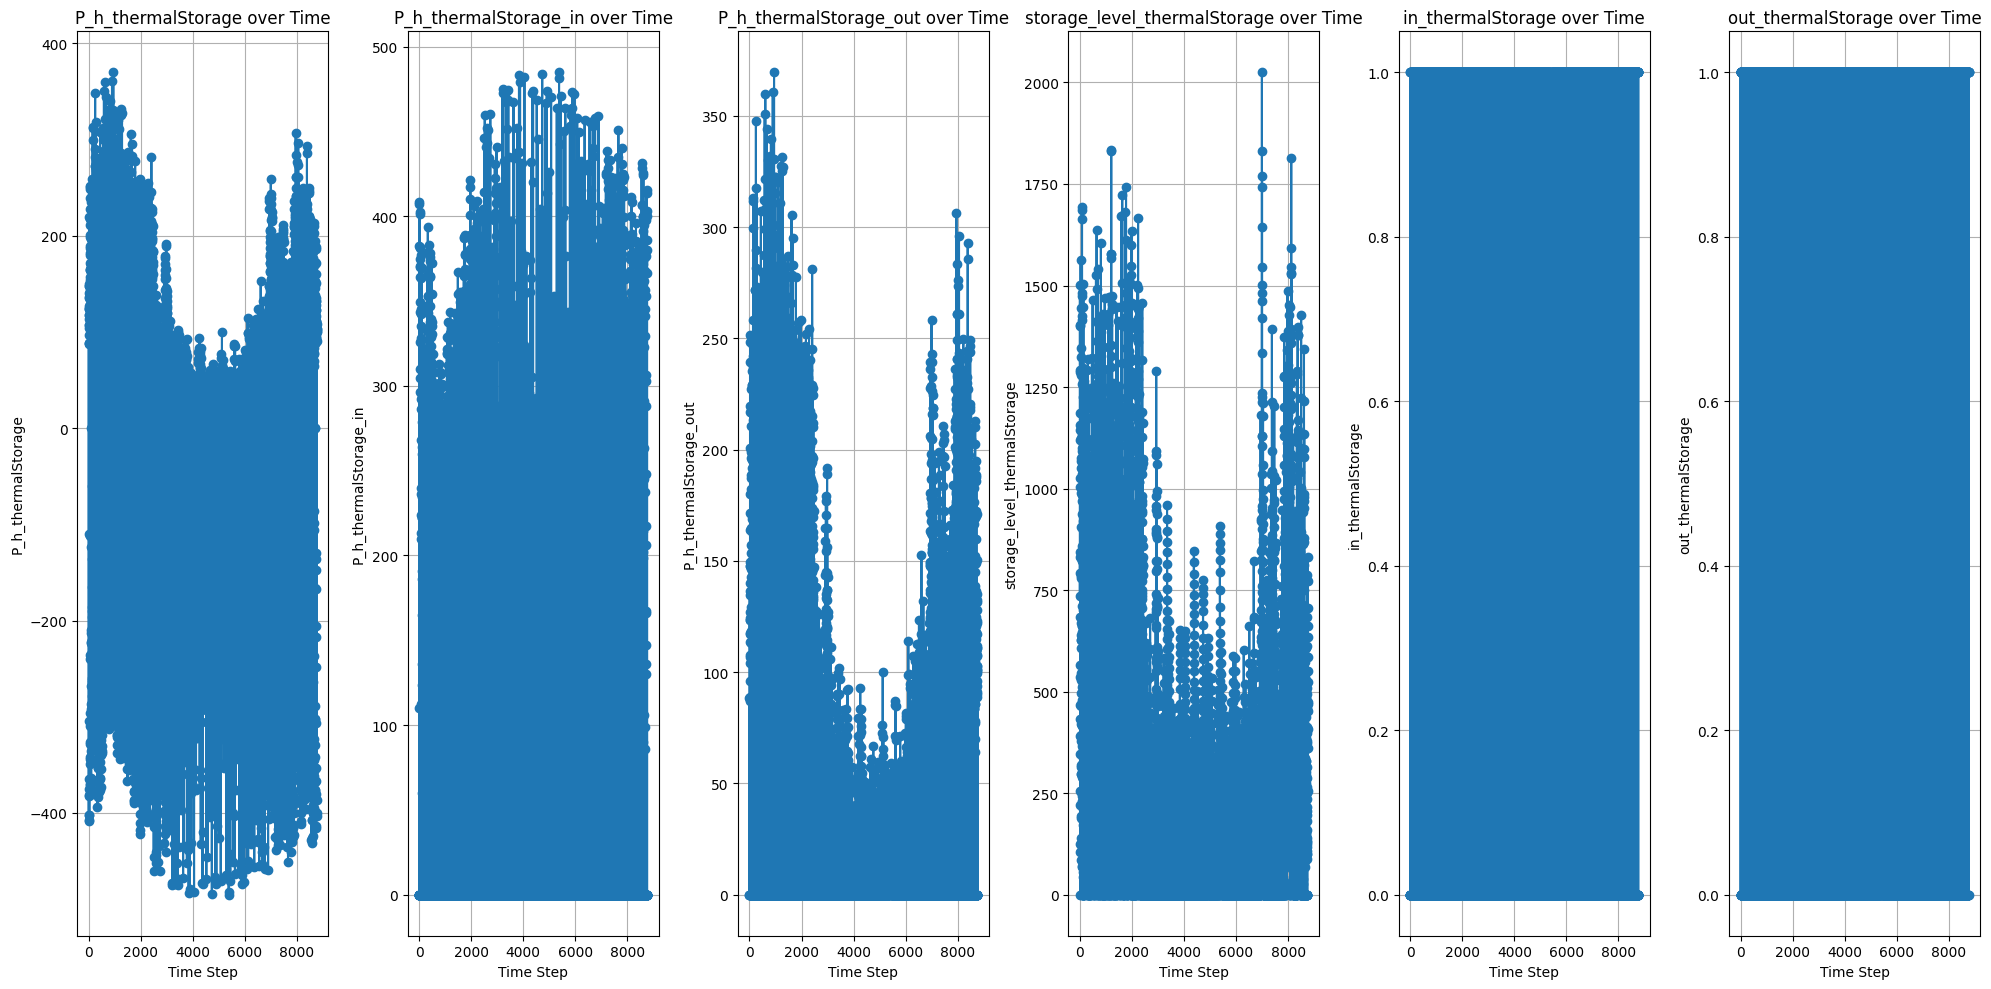 P_h_thermalStorage over Time
400
200
0
−200
−400
P_h_thermalStorage
0 2000 4000 6000 8000
Time Step
P_h_thermalStorage_in over Time
500
400
300
200
100
0
P_h_thermalStorage_in
0 2000 4000 6000 8000
Time Step
P_h_thermalStorage_out over Time
350
300
250
200
150
100
50
0
P_h_thermalStorage_out
0 2000 4000 6000 8000
Time Step
storage_level_thermalStorage over Time
2000
1750
1500
1250
1000
750
500
250
0
storage_level_thermalStorage
0 2000 4000 6000 8000
Time Step
in_thermalStorage over Time
1.0
0.8
0.6
0.4
0.2
0.0
in_thermalStorage
0 2000 4000 6000 8000
Time Step
out_thermalStorage over Time
1.0
0.8
0.6
0.4
0.2
0.0
out_thermalStorage
0 2000 4000 6000 8000
Time Step